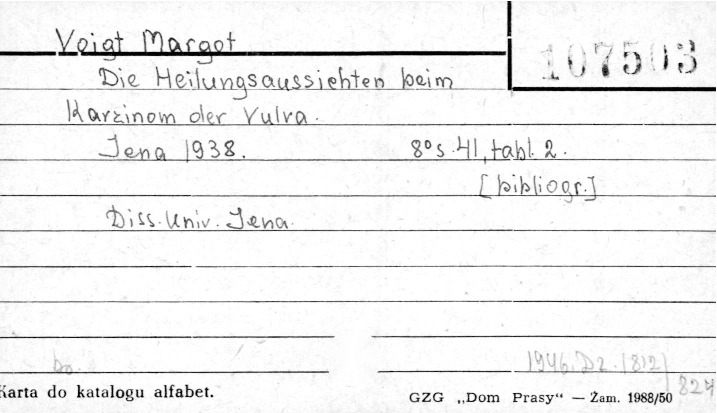 Voigt Margot
107503
Die Heilungsaussichten beim
Karzinom der Vulva.
Jena 1938. 8° s. 41, tabl. 2.
[bibliogr.]
Diss. Univ. Jena.
bo.
1946. Dz. 1812/
824
Karta do katalogu alfabet.
GZG „Dom Prasy“ — Zam. 1988/50